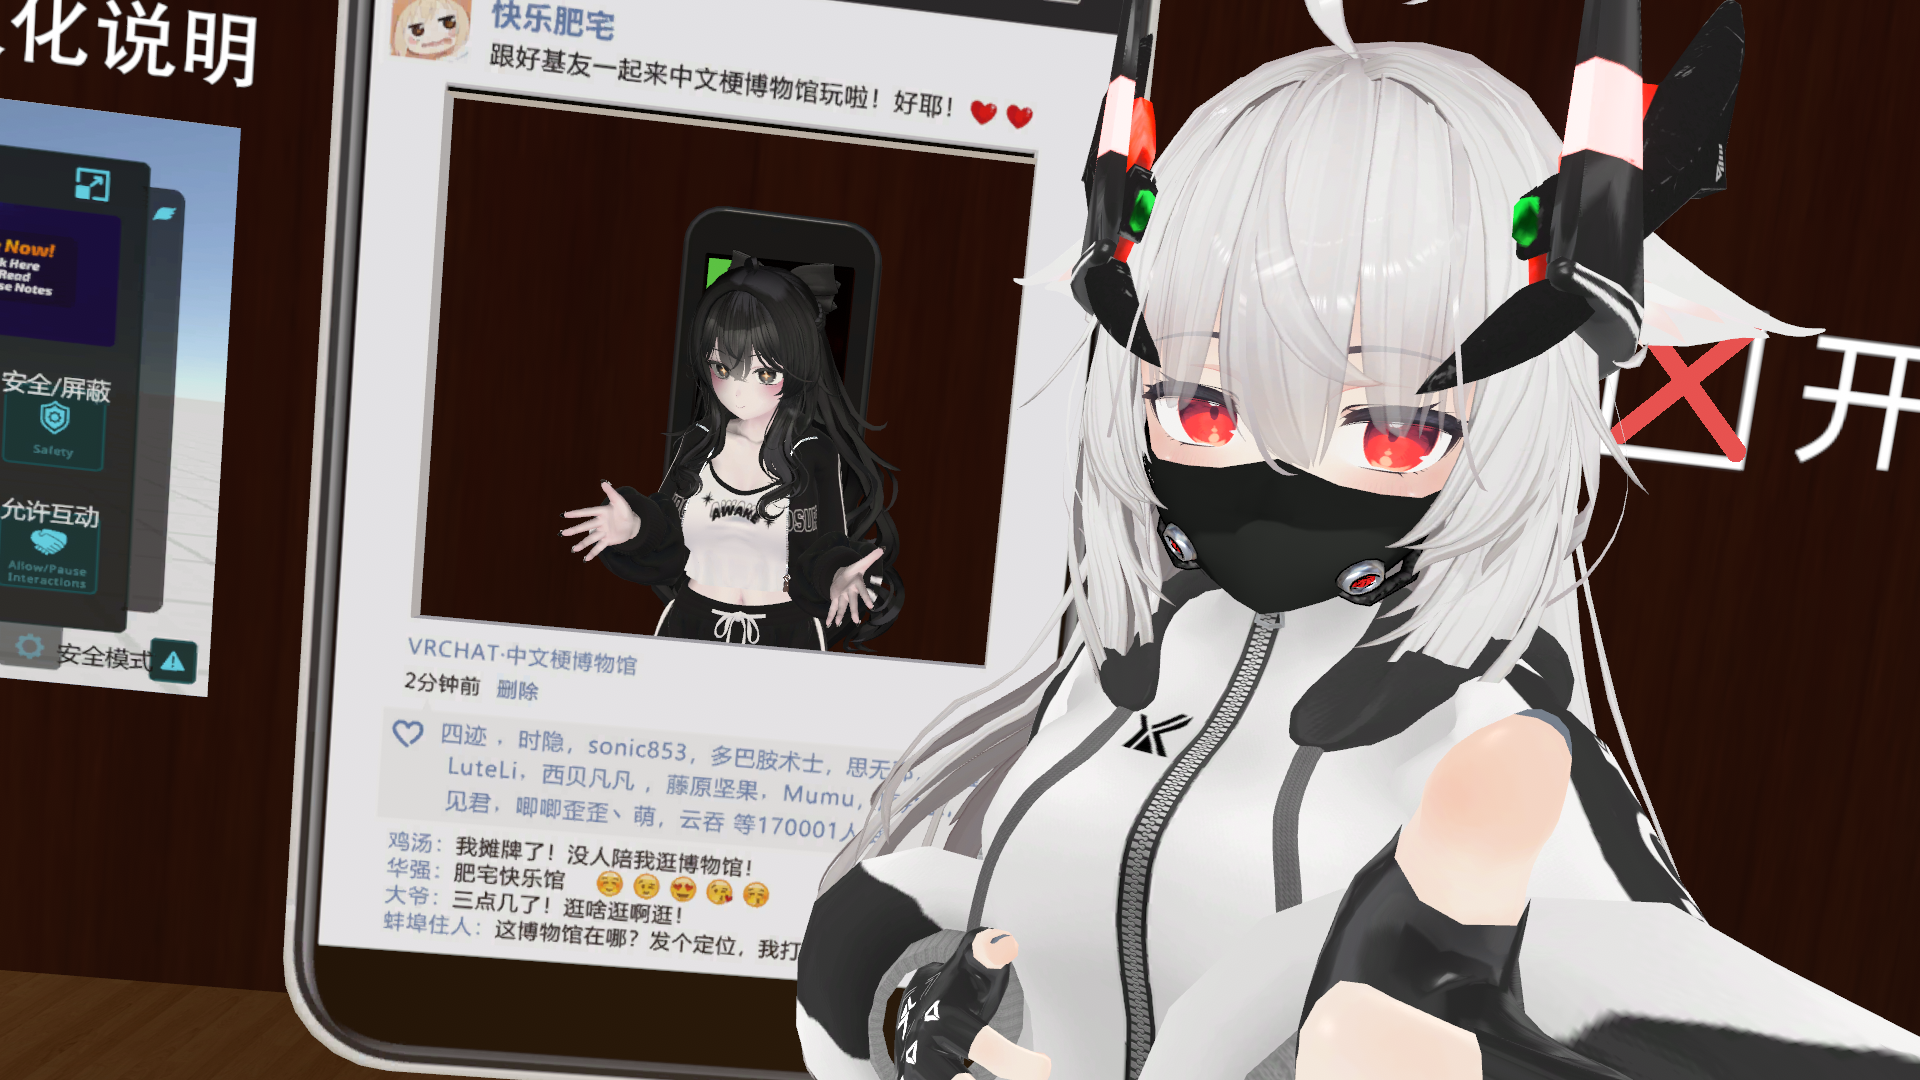 化说明
Now!
k Here
Read
se Notes
安全/屏蔽
Safety
允许互动
Allow/Pause
Interactions
安全模式
快乐肥宅
跟好基友一起来中文梗博物馆玩啦！好耶！
AWAKE
VRCHAT·中文梗博物馆
2分钟前 删除
四迹，时隐，sonic853，多巴胺术士，思无
LuteLi，西贝凡凡，藤原坚果，Mumu，
见君，唧唧歪歪丶萌，云吞 等170001人
鸡汤：我摊牌了！没人陪我逛博物馆！
华强：肥宅快乐馆
大爷：三点几了！逛啥逛啊逛！
蚌埠住人：这博物馆在哪？发个定位，我打
开